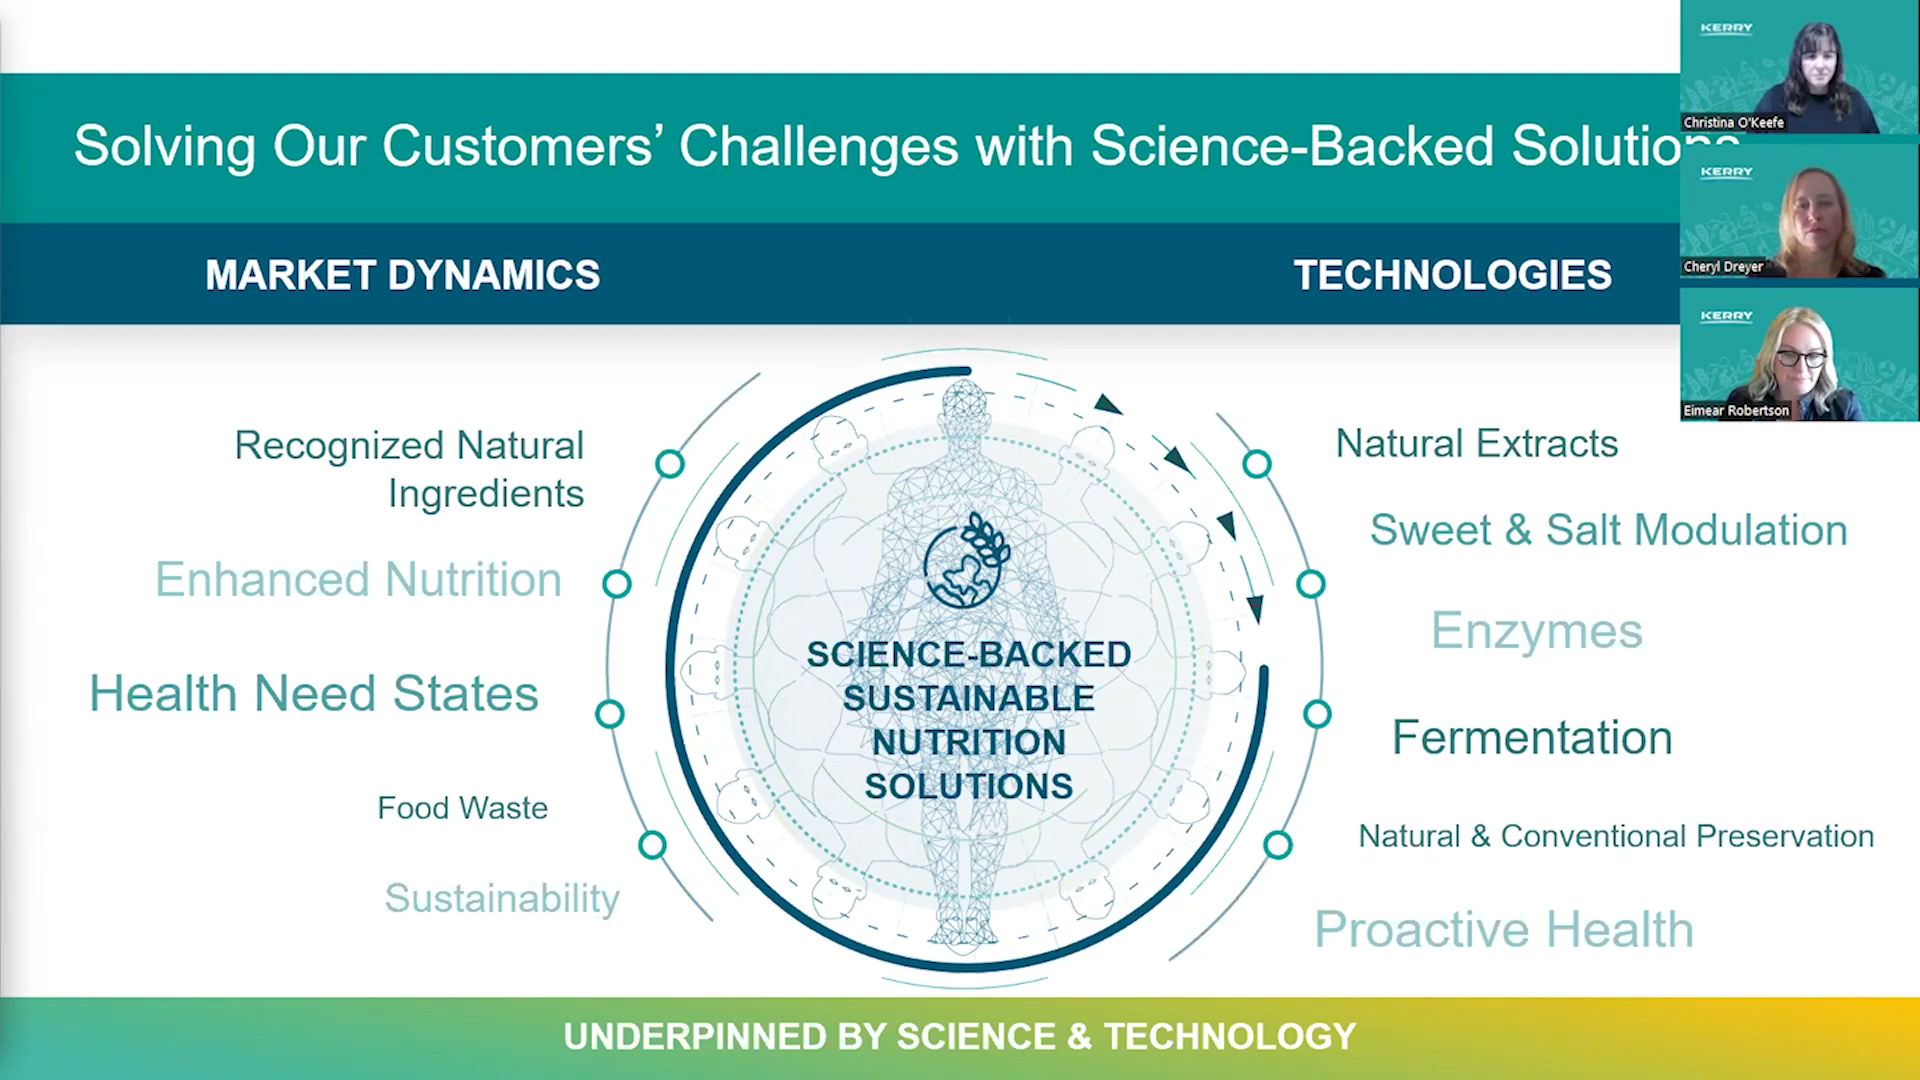 Solving Our Customers’ Challenges with Science-Backed Solutions
MARKET DYNAMICS
TECHNOLOGIES
Recognized Natural
Ingredients
Enhanced Nutrition
Health Need States
Food Waste
Sustainability
SCIENCE-BACKED
SUSTAINABLE
NUTRITION
SOLUTIONS
Natural Extracts
Sweet & Salt Modulation
Enzymes
Fermentation
Natural & Conventional Preservation
Proactive Health
UNDERPINNED BY SCIENCE & TECHNOLOGY
KERRY
Christina O'Keefe
KERRY
Cheryl Dreyer
KERRY
Eimear Robertson